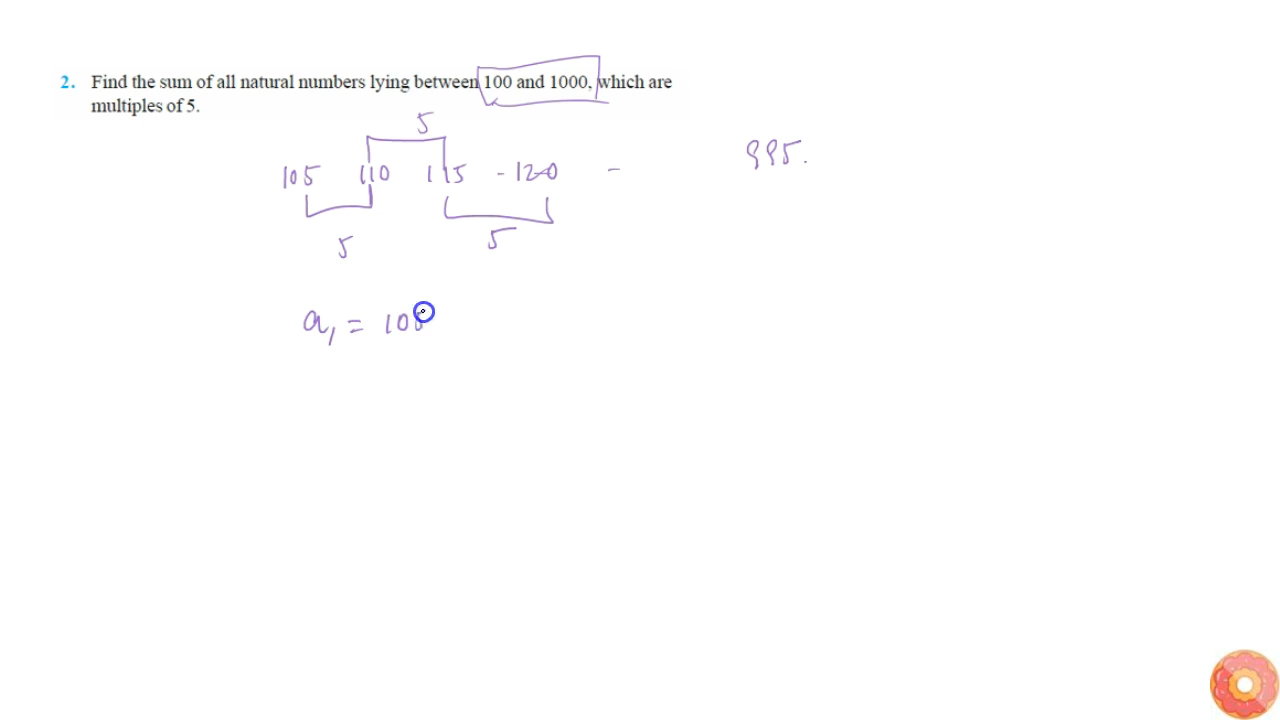 2. Find the sum of all natural numbers lying between 100 and 1000, which are
multiples of 5.
5
105 110 115 - 120 - 995.
5 5
a₁ = 10